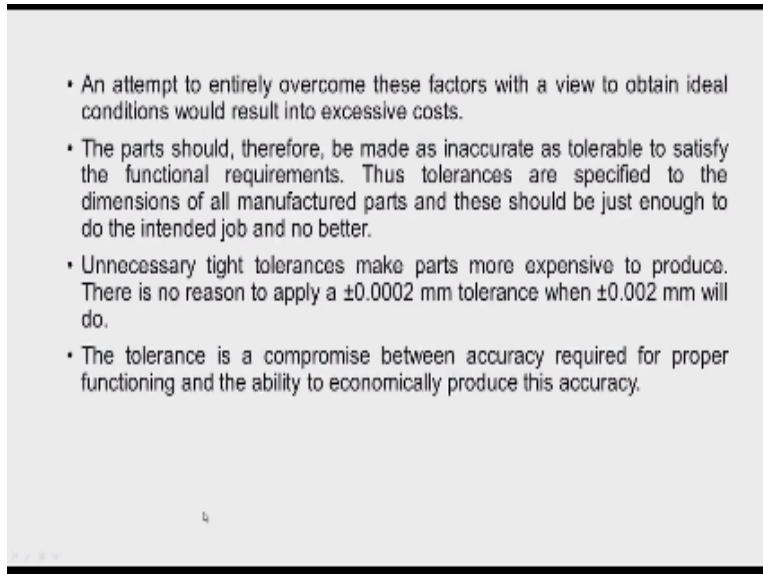 • An attempt to entirely overcome these factors with a view to obtain ideal
conditions would result into excessive costs.
• The parts should, therefore, be made as inaccurate as tolerable to satisfy
the functional requirements. Thus tolerances are specified to the
dimensions of all manufactured parts and these should be just enough to
do the intended job and no better.
• Unnecessary tight tolerances make parts more expensive to produce.
There is no reason to apply a ±0.0002 mm tolerance when ±0.002 mm will
do.
• The tolerance is a compromise between accuracy required for proper
functioning and the ability to economically produce this accuracy.